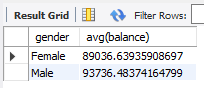 Result Grid Filter Rows:
gender avg(balance)
Female 89036.63935908697
Male 93736.48374164799